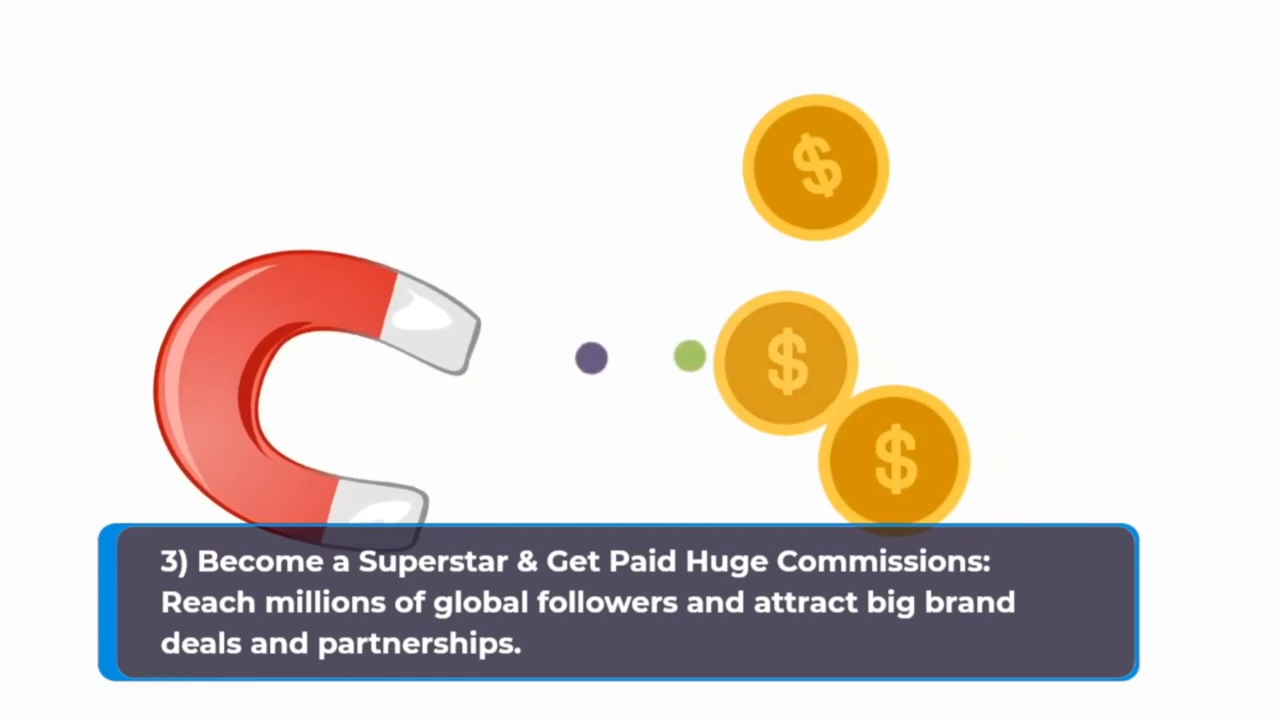 $
$
$
3) Become a Superstar & Get Paid Huge Commissions:
Reach millions of global followers and attract big brand
deals and partnerships.